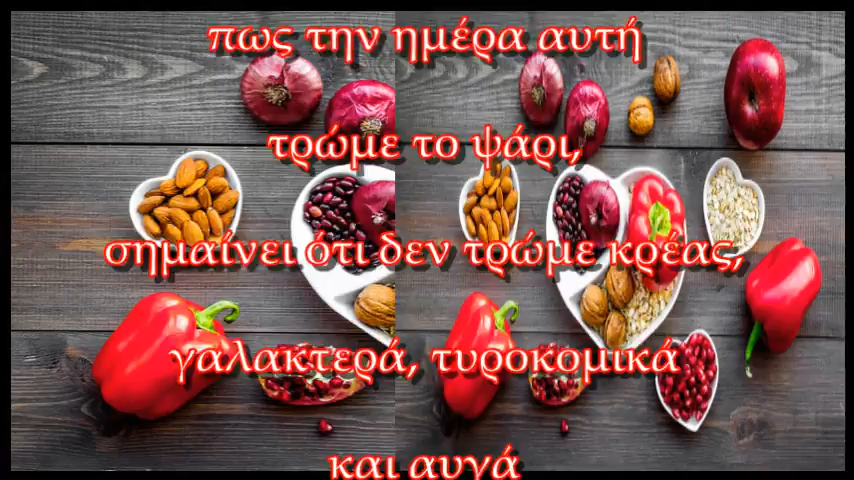 πως την ημέρα αυτή
τρώμε το ψάρι,
σημαίνει ότι δεν τρώμε κρέας,
γαλακτερά, τυροκομικά
και αυγά